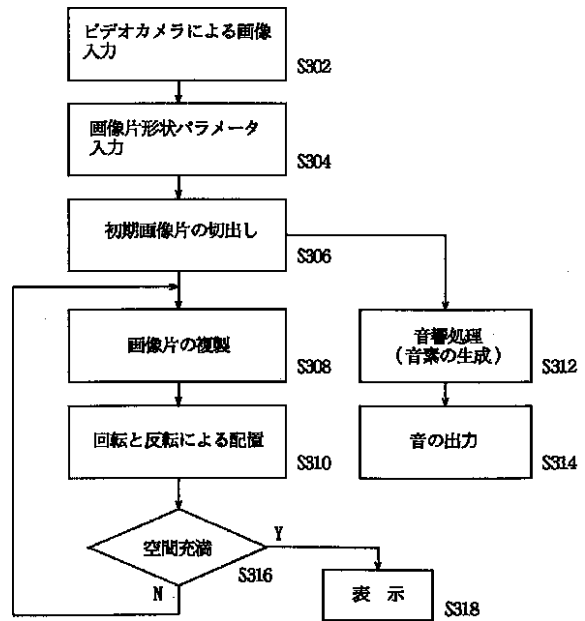 ビデオカメラによる画像
入力
S302
画像片形状パラメータ
入力
S304
初期画像片の切出し
S306
画像片の複製
S308
音響処理
(音素の生成)
S312
回転と反転による配置
S310
音の出力
S314
空間充満
Y
S316
N
表 示
S318